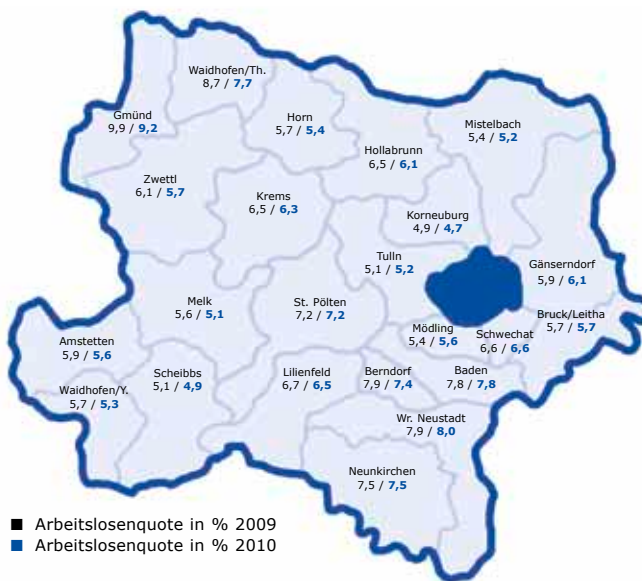 Waidhofen/Th.
8,7 / 7,7
Gmünd
9,9 / 9,2
Horn
5,7 / 5,4
Mistelbach
5,4 / 5,2
Hollabrunn
6,5 / 6,1
Zwettl
6,1 / 5,7
Krems
6,5 / 6,3
Korneuburg
4,9 / 4,7
Tulln
5,1 / 5,2
Gänserndorf
5,9 / 6,1
Melk
5,6 / 5,1
St. Pölten
7,2 / 7,2
Bruck/Leitha
5,7 / 5,7
Mödling
5,4 / 5,6
Schwechat
6,6 / 6,6
Amstetten
5,9 / 5,6
Scheibbs
5,1 / 4,9
Lilienfeld
6,7 / 6,5
Berndorf
7,9 / 7,4
Baden
7,8 / 7,8
Waidhofen/Y.
5,7 / 5,3
Wr. Neustadt
7,9 / 8,0
Neunkirchen
7,5 / 7,5
Arbeitslosenquote in % 2009
Arbeitslosenquote in % 2010